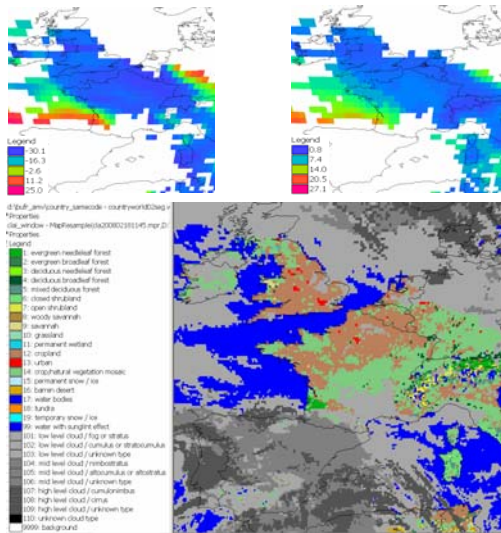 Legend
-30.1
-16.3
-2.6
11.2
25.0
Legend
0.8
7.4
14.0
20.5
27.1
Properties
Properties
Legend
1: evergreen needleleaf forest
2: evergreen broadleaf forest
3: deciduous needleleaf forest
4: deciduous broadleaf forest
5: mixed deciduous forest
6: closed shrubland
7: open shrubland
8: woody savannah
9: savannah
10: grassland
11: permanent wetland
12: cropland
13: urban
14: crop/natural vegetation mosaic
15: permanent snow / ice
16: barren desert
17: water bodies
18: tundra
19: temporary snow / ice
99: water with sunglint effect
101: low level cloud / fog or stratus
102: low level cloud / cumulus or stratocumulus
103: low level cloud / unknown type
104: mid level cloud / nimbostratus
105: mid level cloud / altocumulus or altostratus
106: mid level cloud / unknown type
107: high level cloud / cumulonimbus
108: high level cloud / cirrus
109: high level cloud / unknown type
110: unknown cloud type
9999: background